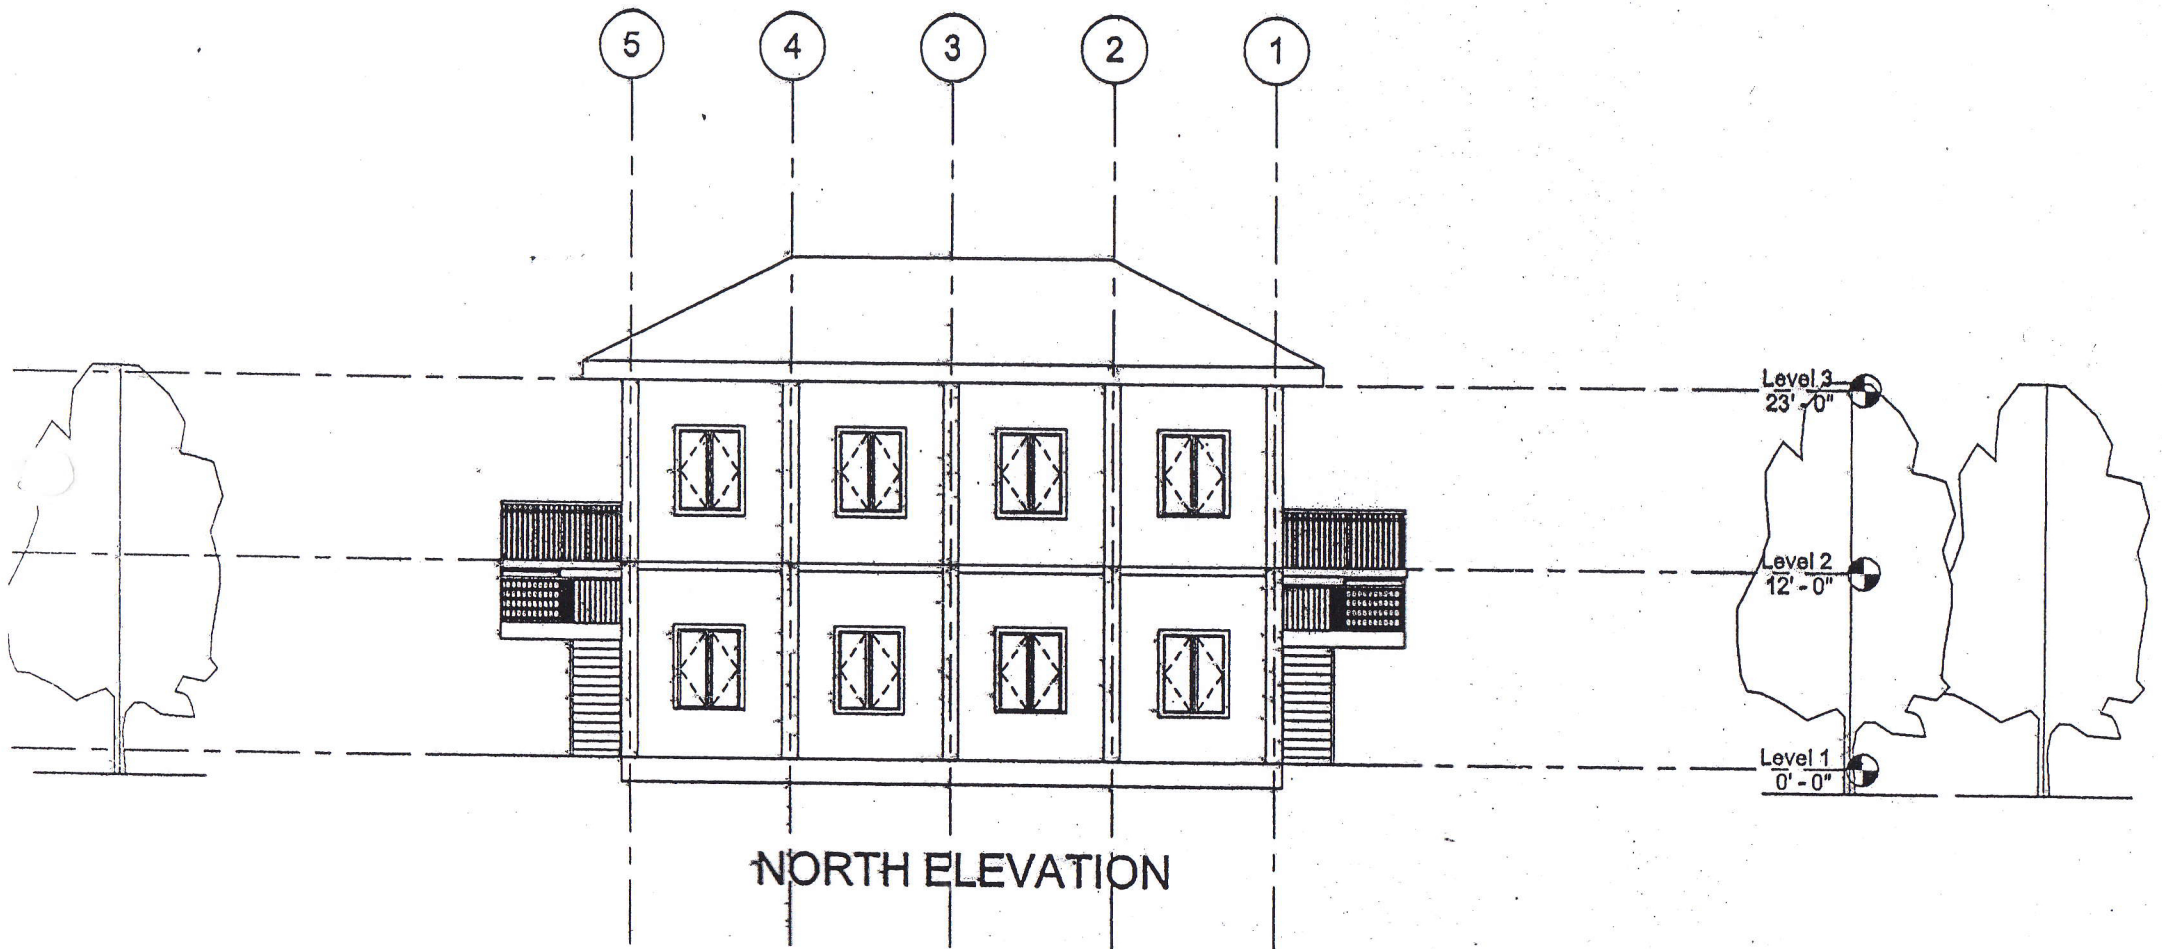 5 4 3 2 1
Level 3
23' - 0"
Level 2
12' - 0"
Level 1
0' - 0"
NORTH ELEVATION